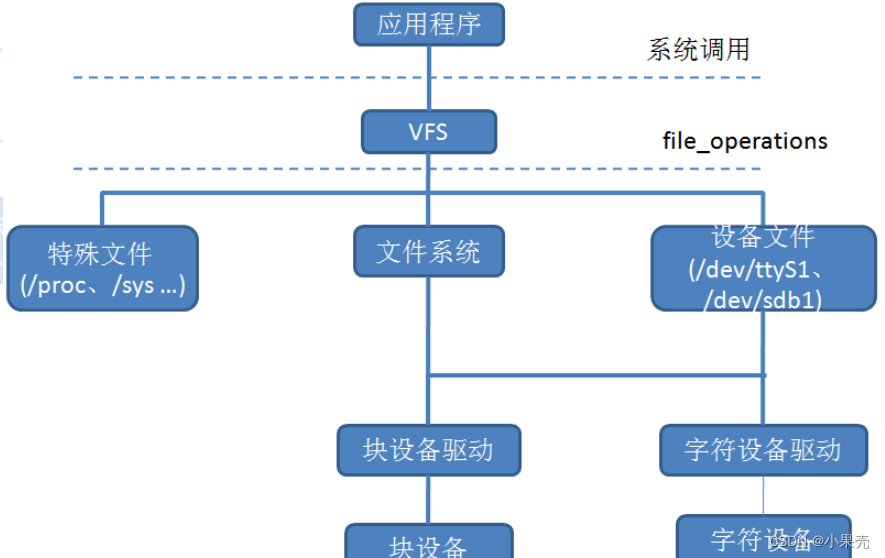 应用程序
系统调用
VFS
file_operations
特殊文件
(/proc、/sys ...)
文件系统
设备文件
(/dev/ttyS1、
/dev/sdb1)
块设备驱动
字符设备驱动
块设备
字符设备
CSDN @小果壳